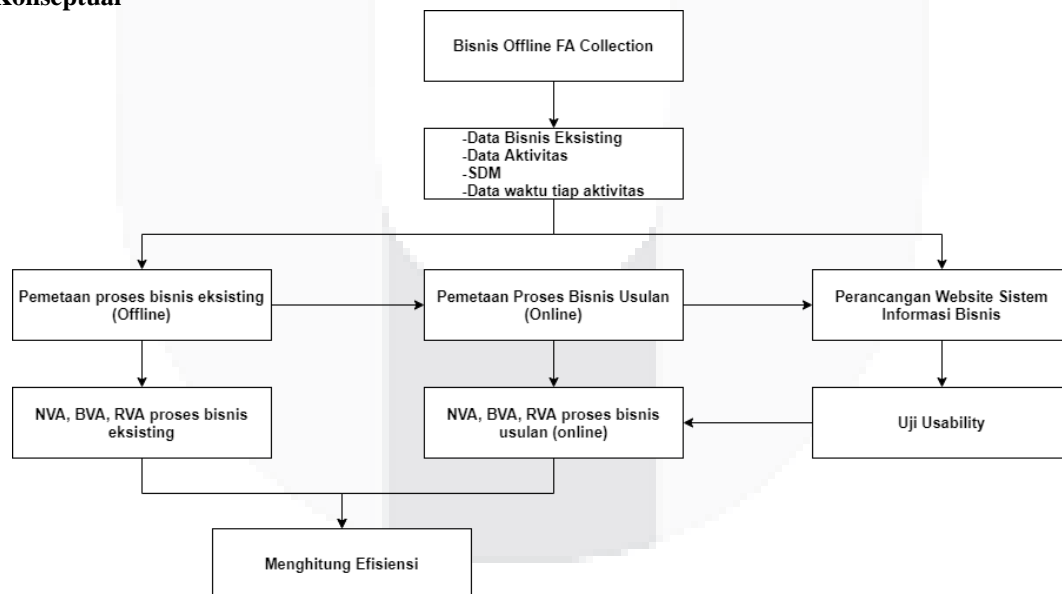 Konseptual
Bisnis Offline FA Collection
-Data Bisnis Eksisting
-Data Aktivitas
-SDM
-Data waktu tiap aktivitas
Pemetaan proses bisnis eksisting
(Offline)
Pemetaan Proses Bisnis Usulan
(Online)
Perancangan Website Sistem
Informasi Bisnis
NVA, BVA, RVA proses bisnis
eksisting
NVA, BVA, RVA proses bisnis
usulan (online)
Uji Usability
Menghitung Efisiensi